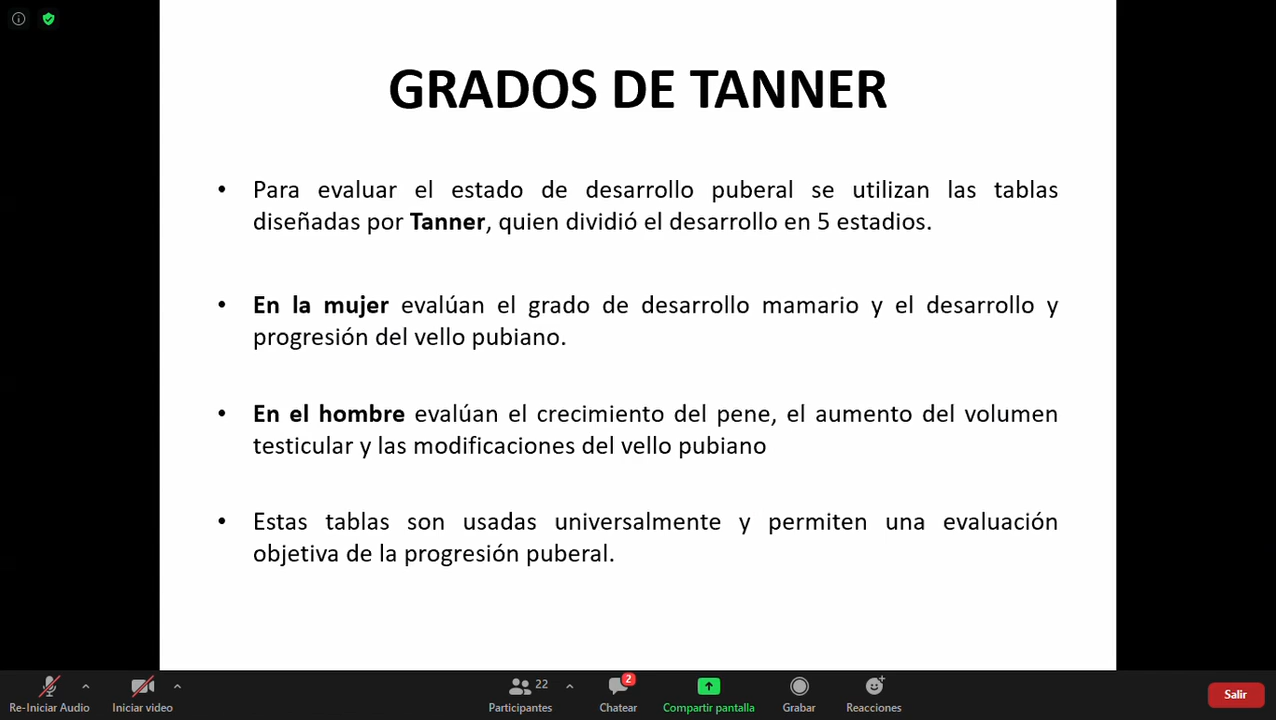 GRADOS DE TANNER
• Para evaluar el estado de desarrollo puberal se utilizan las tablas
diseñadas por Tanner, quien dividió el desarrollo en 5 estadios.
• En la mujer evalúan el grado de desarrollo mamario y el desarrollo y
progresión del vello pubiano.
• En el hombre evalúan el crecimiento del pene, el aumento del volumen
testicular y las modificaciones del vello pubiano
• Estas tablas son usadas universalmente y permiten una evaluación
objetiva de la progresión puberal.
22 2
Re-Iniciar Audio Iniciar video Participantes Chatear Compartir pantalla Grabar Reacciones Salir